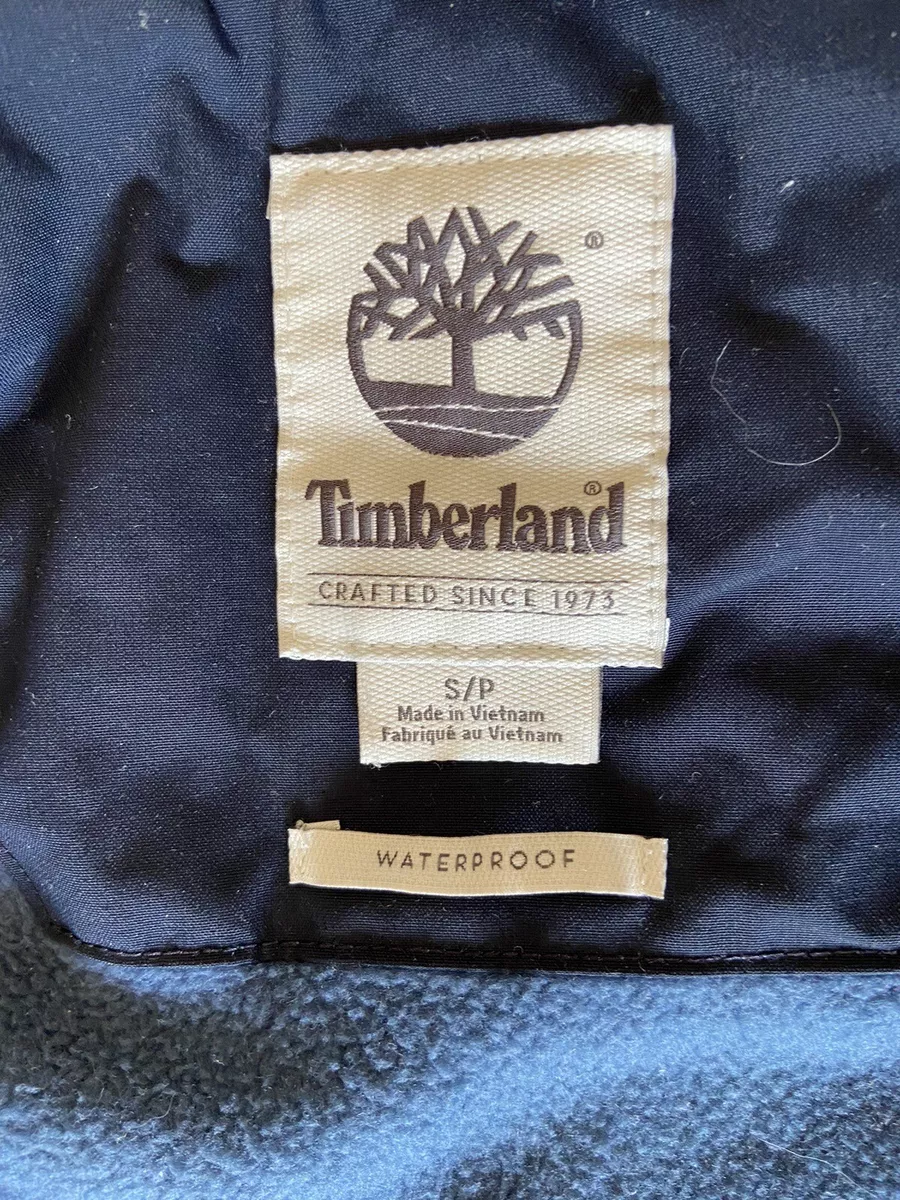 ®
Timberland®
CRAFTED SINCE 1973
S/P
Made in Vietnam
Fabriqué au Vietnam
WATERPROOF